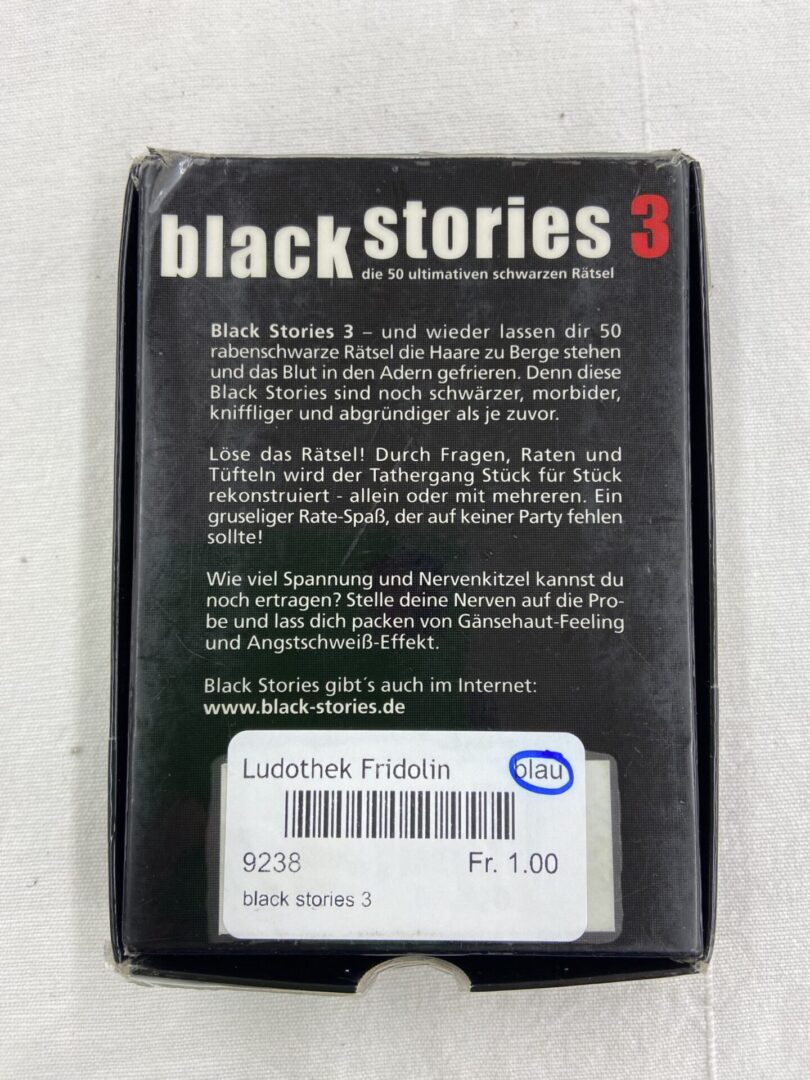 black stories 3
die 50 ultimativen schwarzen Rätsel
Black Stories 3 – und wieder lassen dir 50
rabenschwarze Rätsel die Haare zu Berge stehen
und das Blut in den Adern gefrieren. Denn diese
Black Stories sind noch schwärzer, morbider,
kniffliger und abgründiger als je zuvor.
Löse das Rätsel! Durch Fragen, Raten und
Tüfteln wird der Tathergang Stück für Stück
rekonstruiert - allein oder mit mehreren. Ein
gruseliger Rate-Spaß, der auf keiner Party fehlen
sollte!
Wie viel Spannung und Nervenkitzel kannst du
noch ertragen? Stelle deine Nerven auf die Pro-
be und lass dich packen von Gänsehaut-Feeling
und Angstschweiß-Effekt.
Black Stories gibt´s auch im Internet:
www.black-stories.de
Ludothek Fridolin blau
9238 Fr. 1.00
black stories 3